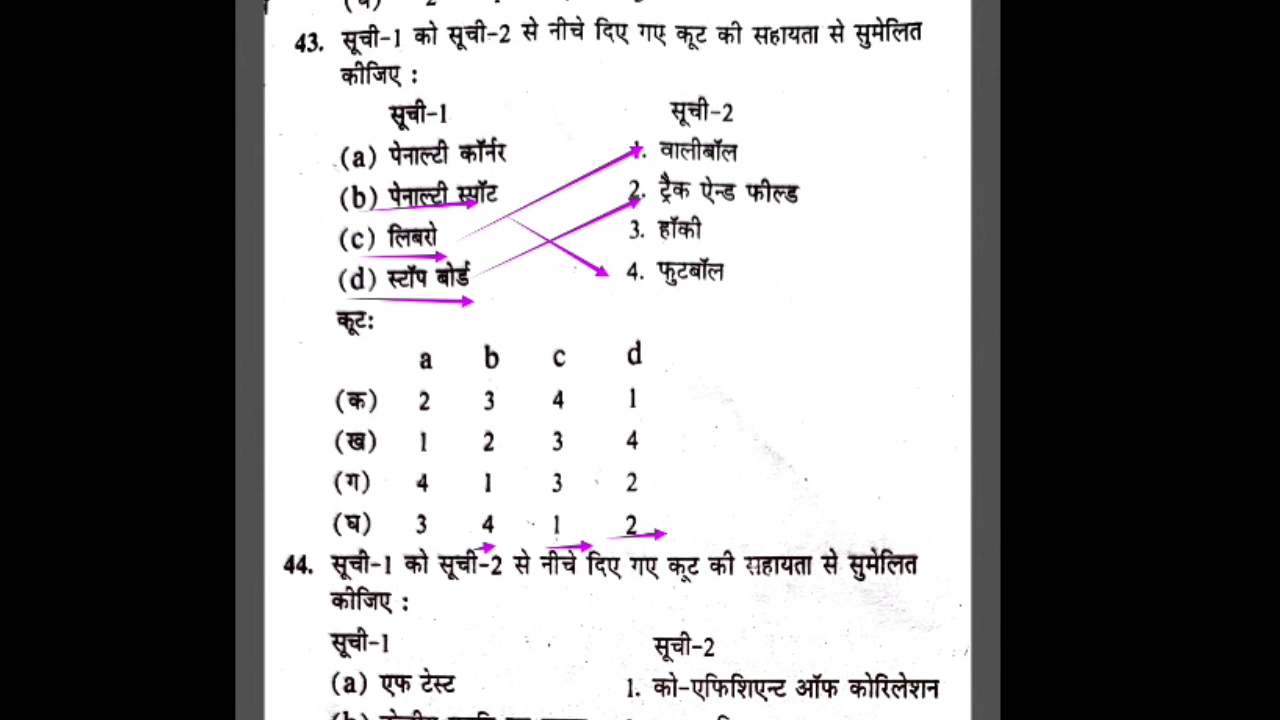 43. सूची-1 को सूची-2 से नीचे दिए गए कूट की सहायता से सुमेलित
कीजिए :
सूची-1 सूची-2
(a) पेनाल्टी कॉर्नर 1. वालीबॉल
(b) पेनाल्टी स्पॉट 2. ट्रैक ऐन्ड फील्ड
(c) लिबरो 3. हॉकी
(d) स्टॉप बोर्ड 4. फुटबॉल
कूट:
a b c d
(क) 2 3 4 1
(ख) 1 2 3 4
(ग) 4 1 3 2
(घ) 3 4 1 2
44. सूची-1 को सूची-2 से नीचे दिए गए कूट की सहायता से सुमेलित
कीजिए :
सूची-1 सूची-2
(a) एफ टेस्ट 1. को-एफिशिएन्ट ऑफ कोरिलेशन